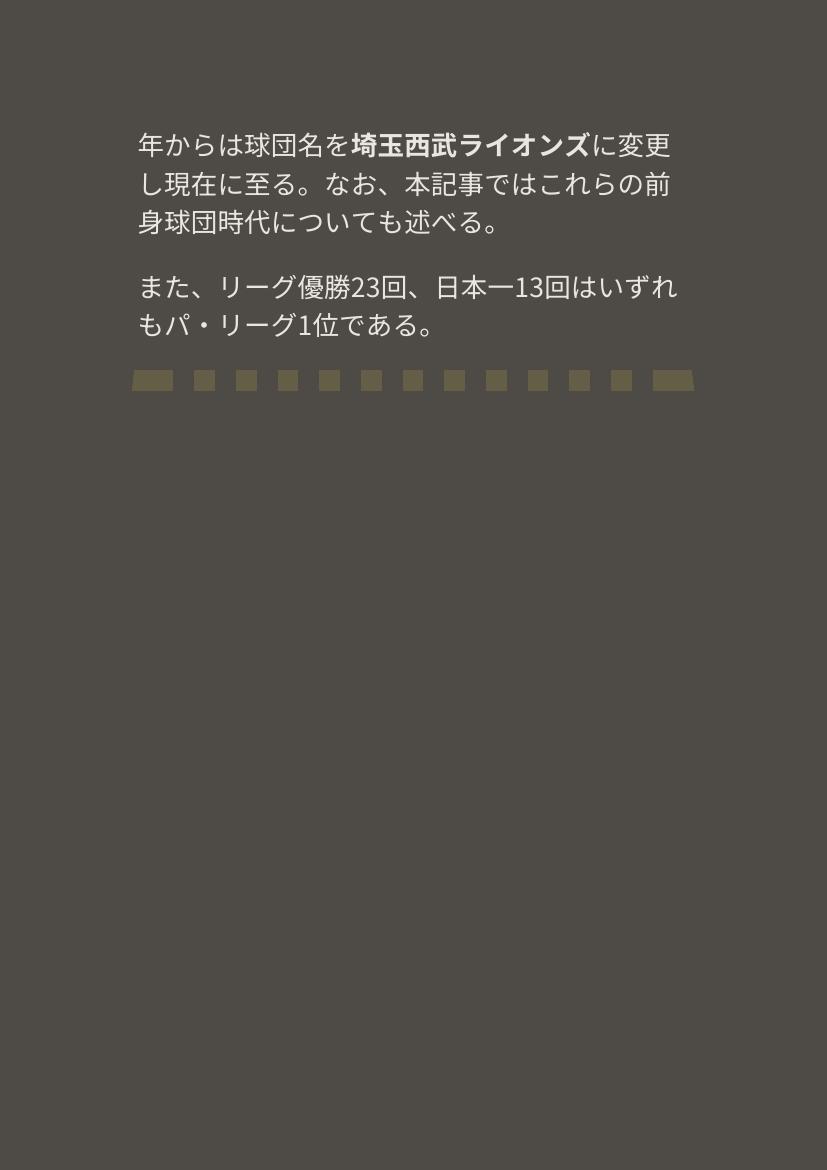 年からは球団名を埼玉西武ライオンズに変更
し現在に至る。なお、本記事ではこれらの前
身球団時代についても述べる。
また、リーグ優勝23回、日本一13回はいずれ
もパ・リーグ1位である。